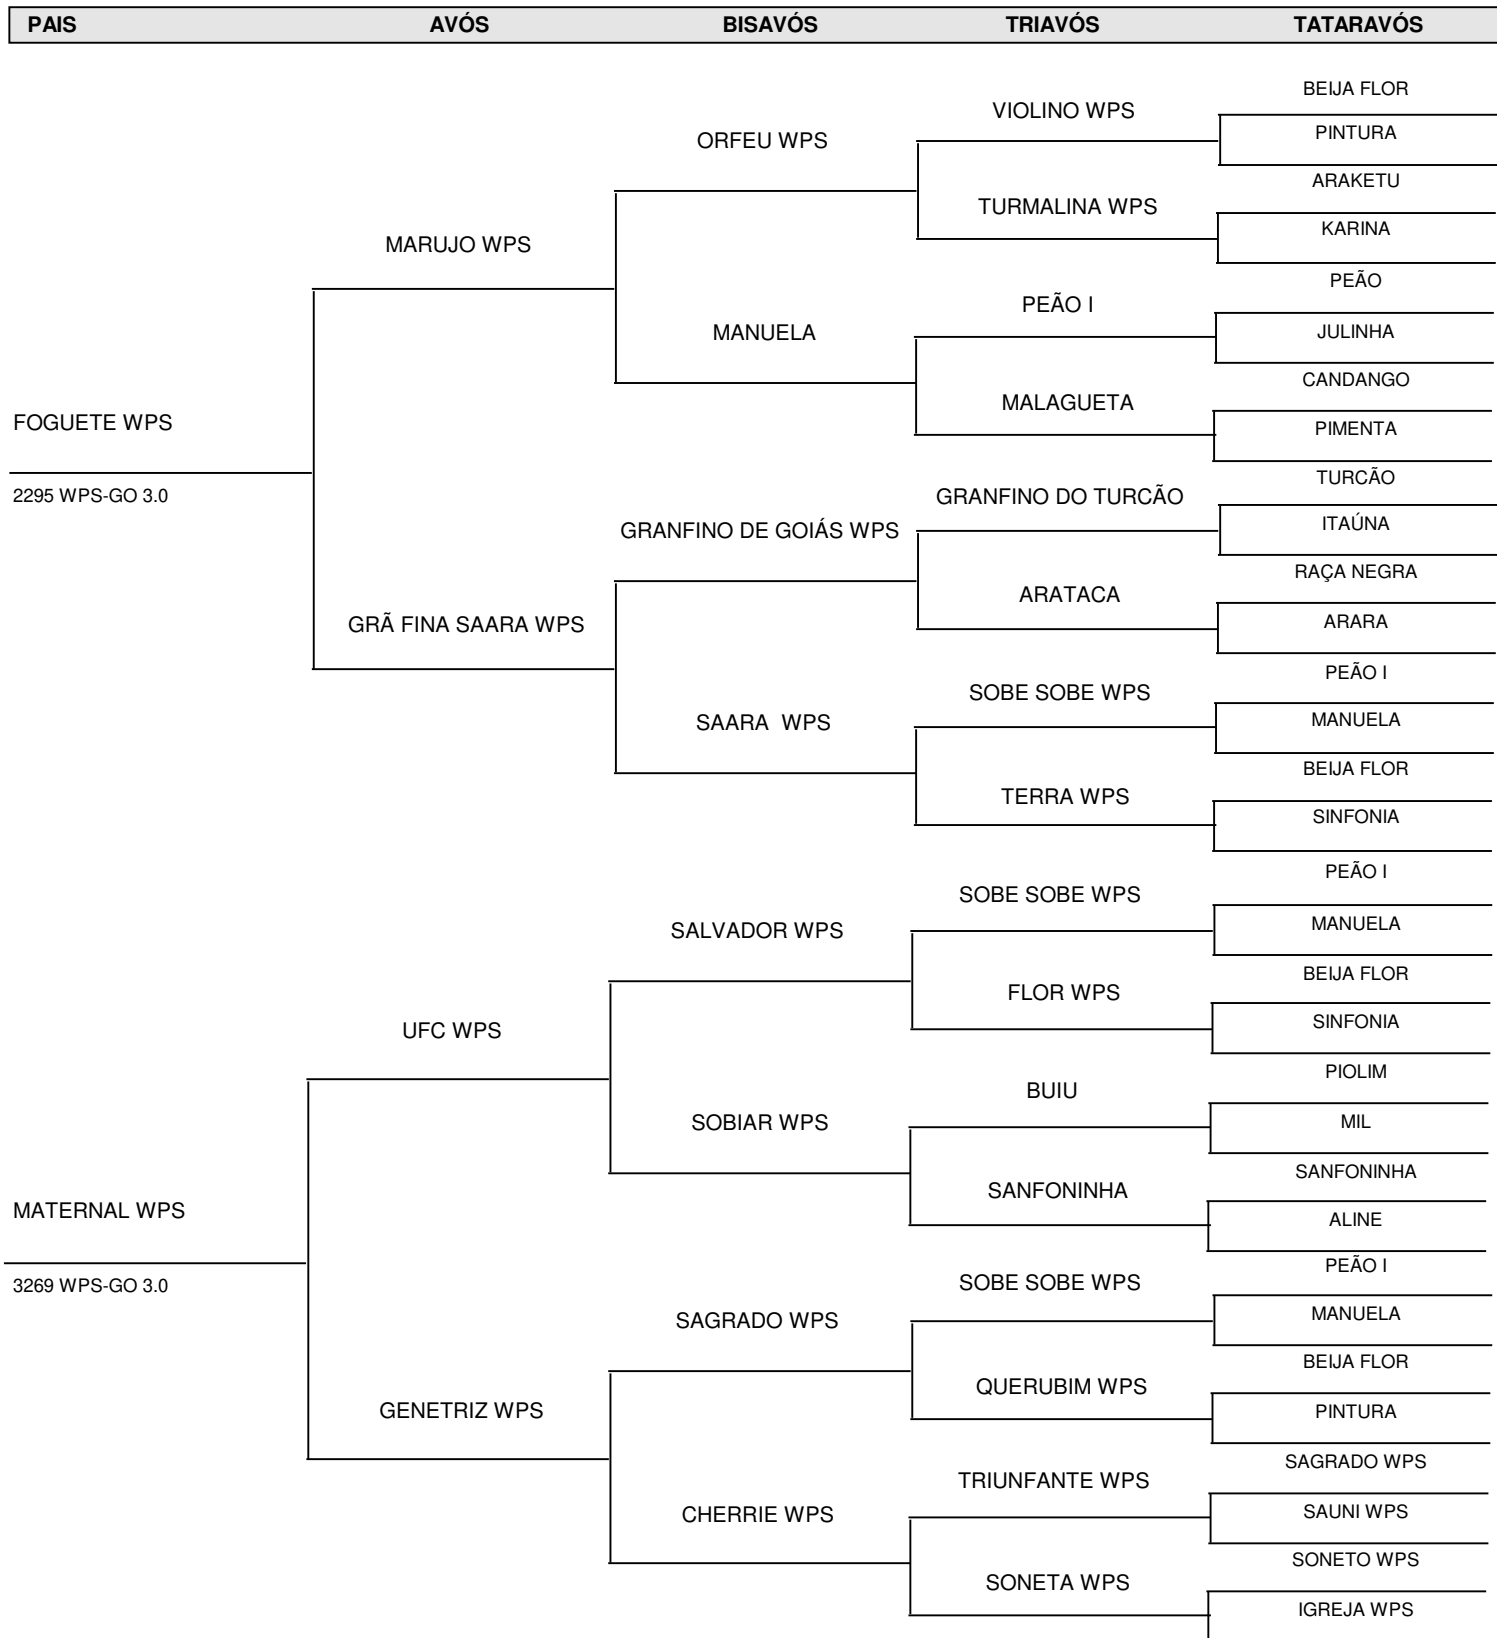 PAIS AVÓS BISAVÓS TRIAVÓS TATARAVÓS
BEIJA FLOR
VIOLINO WPS
PINTURA
ORFEU WPS
ARAKETU
TURMALINA WPS
KARINA
MARUJO WPS
PEÃO
PEÃO I
JULINHA
MANUELA
CANDANGO
MALAGUETA
PIMENTA
FOGUETE WPS
2295 WPS-GO 3.0
TURCÃO
GRANFINO DO TURCÃO
ITAÚNA
GRANFINO DE GOIÁS WPS
RAÇA NEGRA
ARATACA
ARARA
GRÃ FINA SAARA WPS
PEÃO I
SOBE SOBE WPS
MANUELA
SAARA  WPS
BEIJA FLOR
TERRA WPS
SINFONIA
PEÃO I
SOBE SOBE WPS
MANUELA
SALVADOR WPS
BEIJA FLOR
FLOR WPS
SINFONIA
UFC WPS
PIOLIM
BUIU
MIL
SOBIAR WPS
SANFONINHA
SANFONINHA
ALINE
MATERNAL WPS
3269 WPS-GO 3.0
PEÃO I
SOBE SOBE WPS
MANUELA
SAGRADO WPS
BEIJA FLOR
QUERUBIM WPS
PINTURA
GENETRIZ WPS
SAGRADO WPS
TRIUNFANTE WPS
SAUNI WPS
CHERRIE WPS
SONETO WPS
SONETA WPS
IGREJA WPS